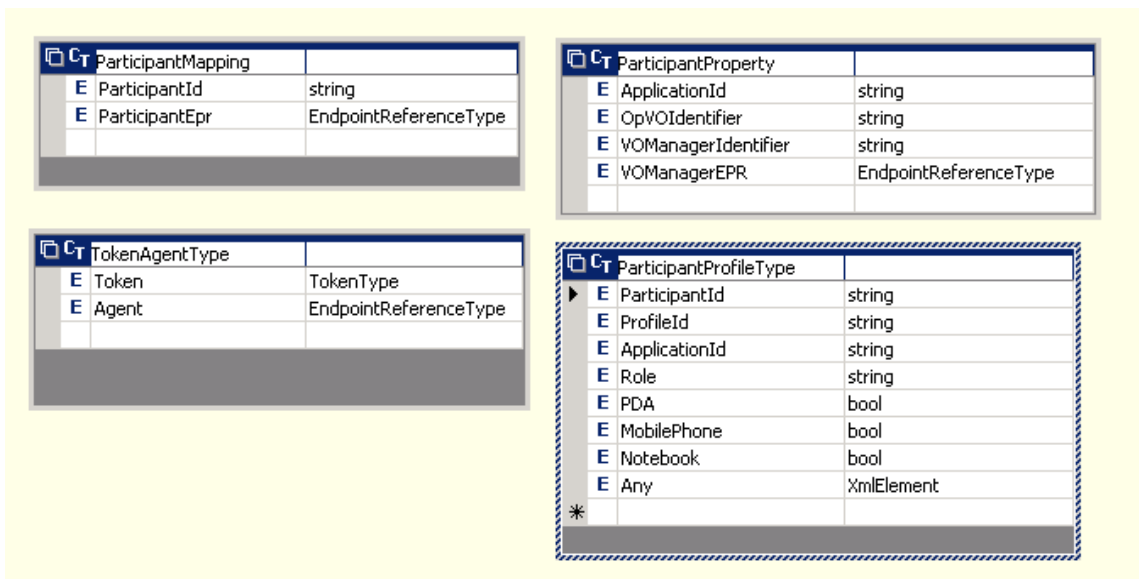 CT ParticipantMapping
E ParticipantId string
E ParticipantEpr EndpointReferenceType
CT ParticipantProperty
E ApplicationId string
E OpVOIdentifier string
E VOManagerIdentifier string
E VOManagerEPR EndpointReferenceType
CT TokenAgentType
E Token TokenType
E Agent EndpointReferenceType
CT ParticipantProfileType
E ParticipantId string
E ProfileId string
E ApplicationId string
E Role string
E PDA bool
E MobilePhone bool
E Notebook bool
E Any XmlElement